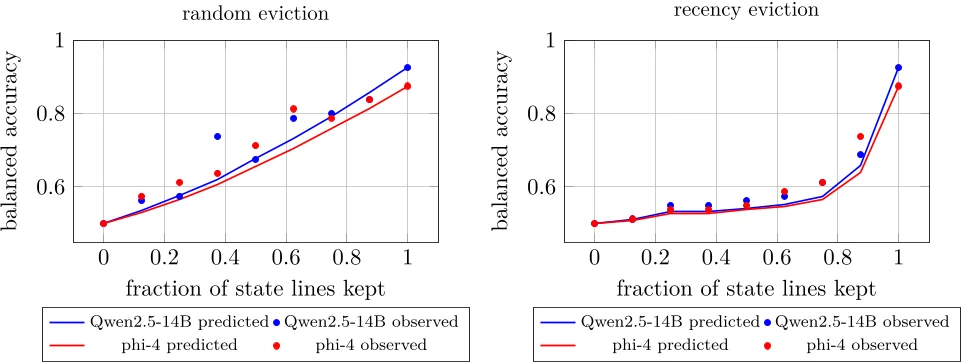 random eviction
1
0.8
0.6
balanced accuracy
0 0.2 0.4 0.6 0.8 1
fraction of state lines kept
Qwen2.5-14B predicted Qwen2.5-14B observed
phi-4 predicted phi-4 observed
recency eviction
1
0.8
0.6
balanced accuracy
0 0.2 0.4 0.6 0.8 1
fraction of state lines kept
Qwen2.5-14B predicted Qwen2.5-14B observed
phi-4 predicted phi-4 observed